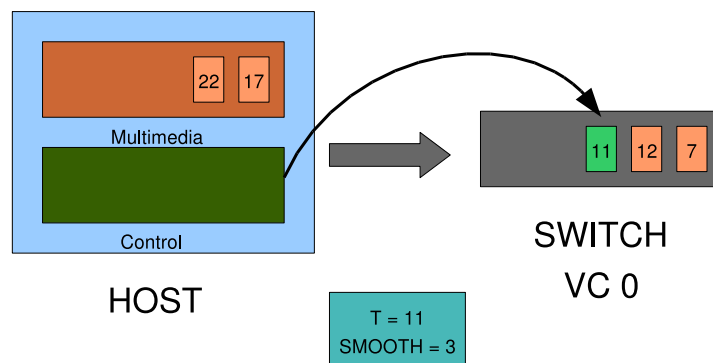 22 17
Multimedia
Control
HOST
11 12 7
SWITCH
VC 0
T = 11
SMOOTH = 3